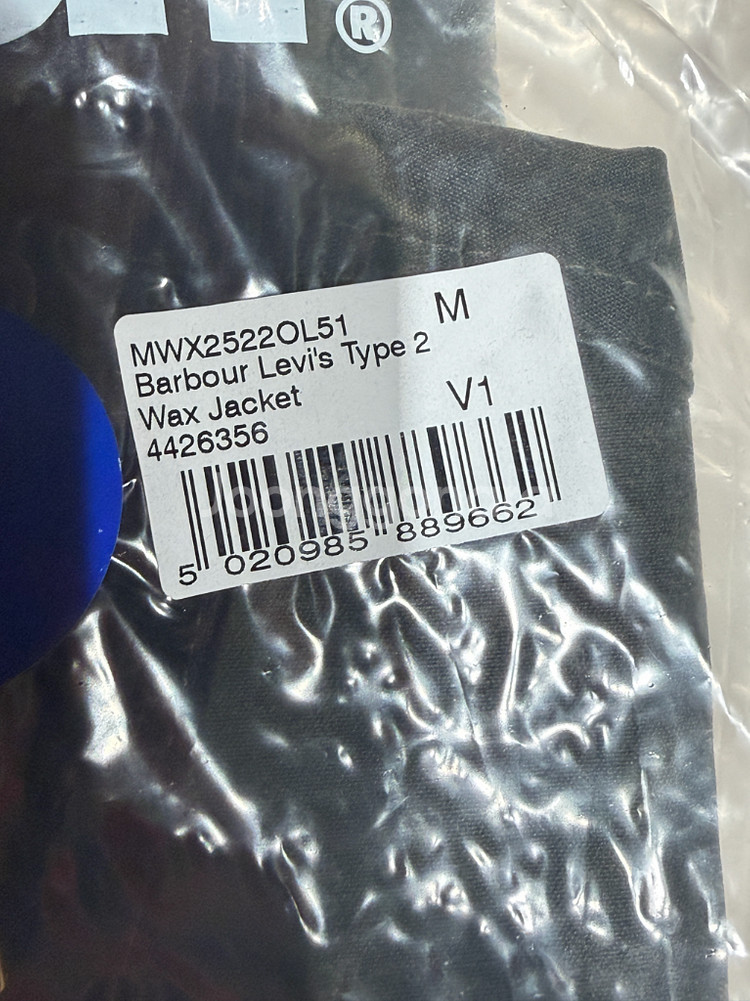 ®
M
MWX2522OL51
Barbour Levi's Type 2
Wax Jacket
V1
4426356
5 020985 889662